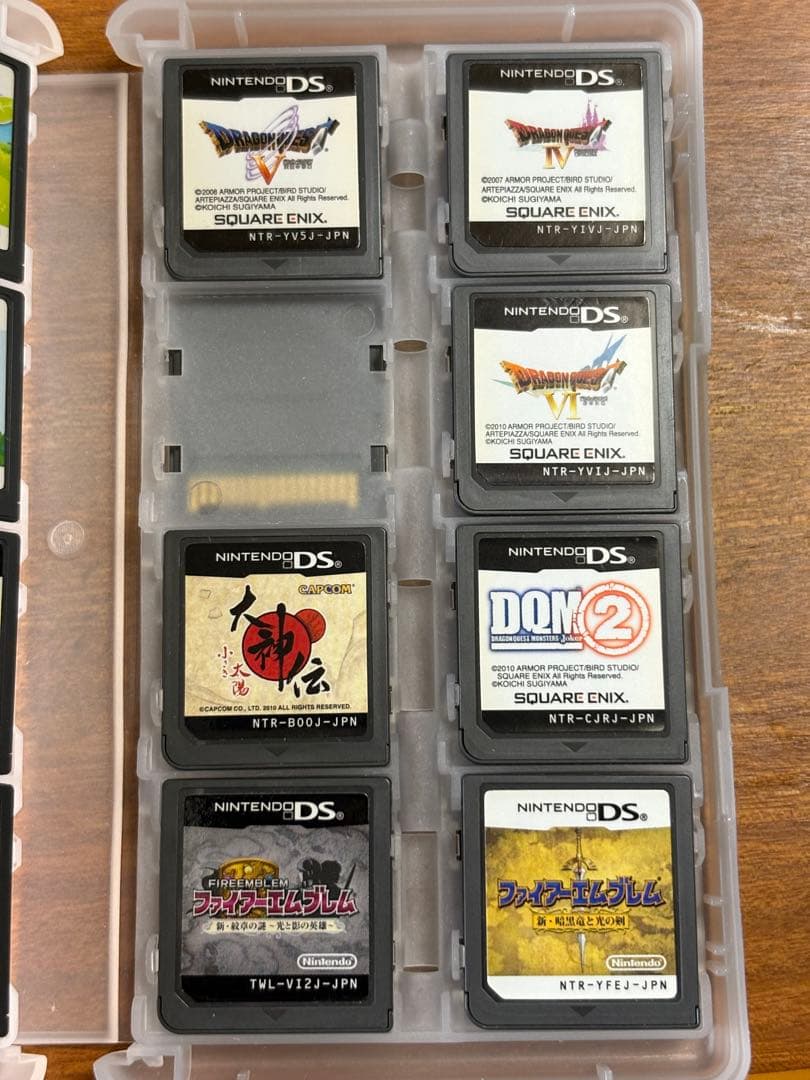 NINTENDO DS®
DRAGON QUEST
V
©2008 ARMOR PROJECT/BIRD STUDIO/
ARTEPIAZZA/SQUARE ENIX All Rights Reserved.
©KOICHI SUGIYAMA
SQUARE ENIX.
NTR-YV5J-JPN
NINTENDO DS®
DRAGON QUEST
IV
©2007 ARMOR PROJECT/BIRD STUDIO/
ARTEPIAZZA/SQUARE ENIX All Rights Reserved.
©KOICHI SUGIYAMA
SQUARE ENIX.
NTR-YIVJ-JPN
NINTENDO DS®
DRAGON QUEST
VI
©2010 ARMOR PROJECT/BIRD STUDIO/
ARTEPIAZZA/SQUARE ENIX All Rights Reserved.
©KOICHI SUGIYAMA
SQUARE ENIX.
NTR-YVIJ-JPN
NINTENDO DS®
CAPCOM
大神伝
小さき太陽
©CAPCOM CO., LTD. 2010 ALL RIGHTS RESERVED.
NTR-BOOJ-JPN
NINTENDO DS®
DQM 2
DRAGON QUEST MONSTERS Joker
©2010 ARMOR PROJECT/BIRD STUDIO/
SQUARE ENIX All Rights Reserved.
©KOICHI SUGIYAMA
SQUARE ENIX.
NTR-CJRJ-JPN
NINTENDO DS®
FIREEMBLEM
ファイアーエムブレム
新・紋章の謎 ～光と影の英雄～
Nintendo
TWL-VI2J-JPN
NINTENDO DS®
ファイアーエムブレム
新・暗黒竜と光の剣
Nintendo
NTR-YFEJ-JPN